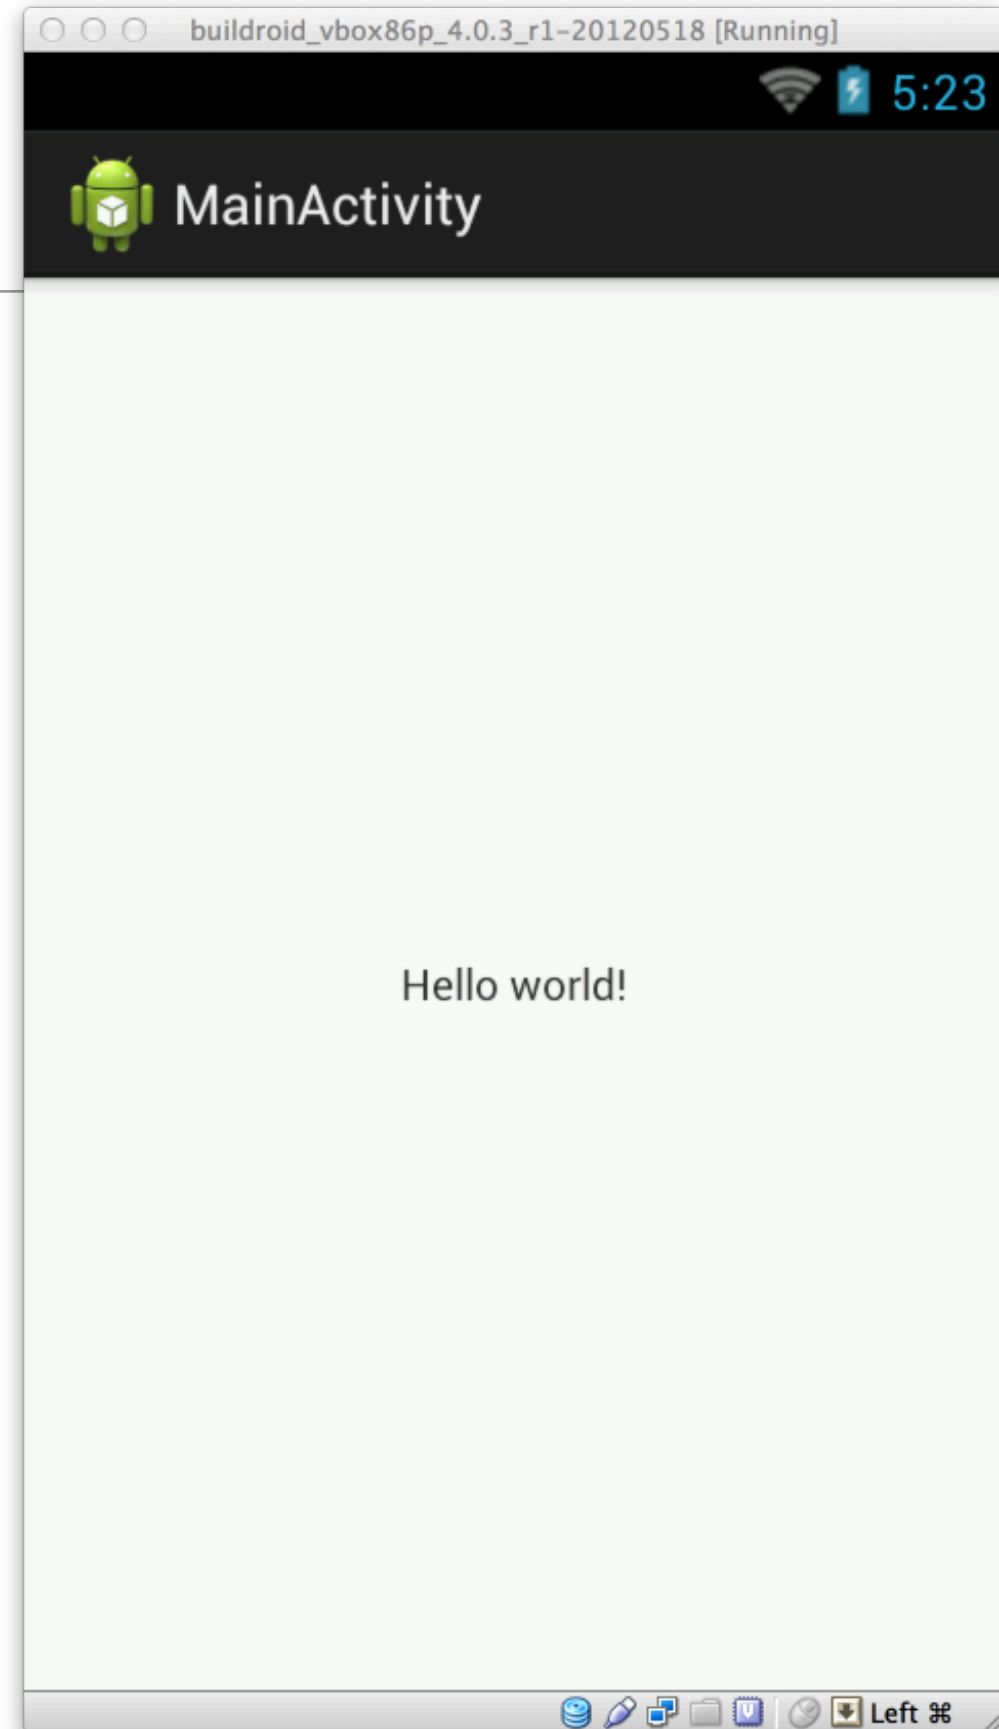 buildroid_vbox86p_4.0.3_r1-20120518 [Running]
5:23
MainActivity
Hello world!
Left ⌘